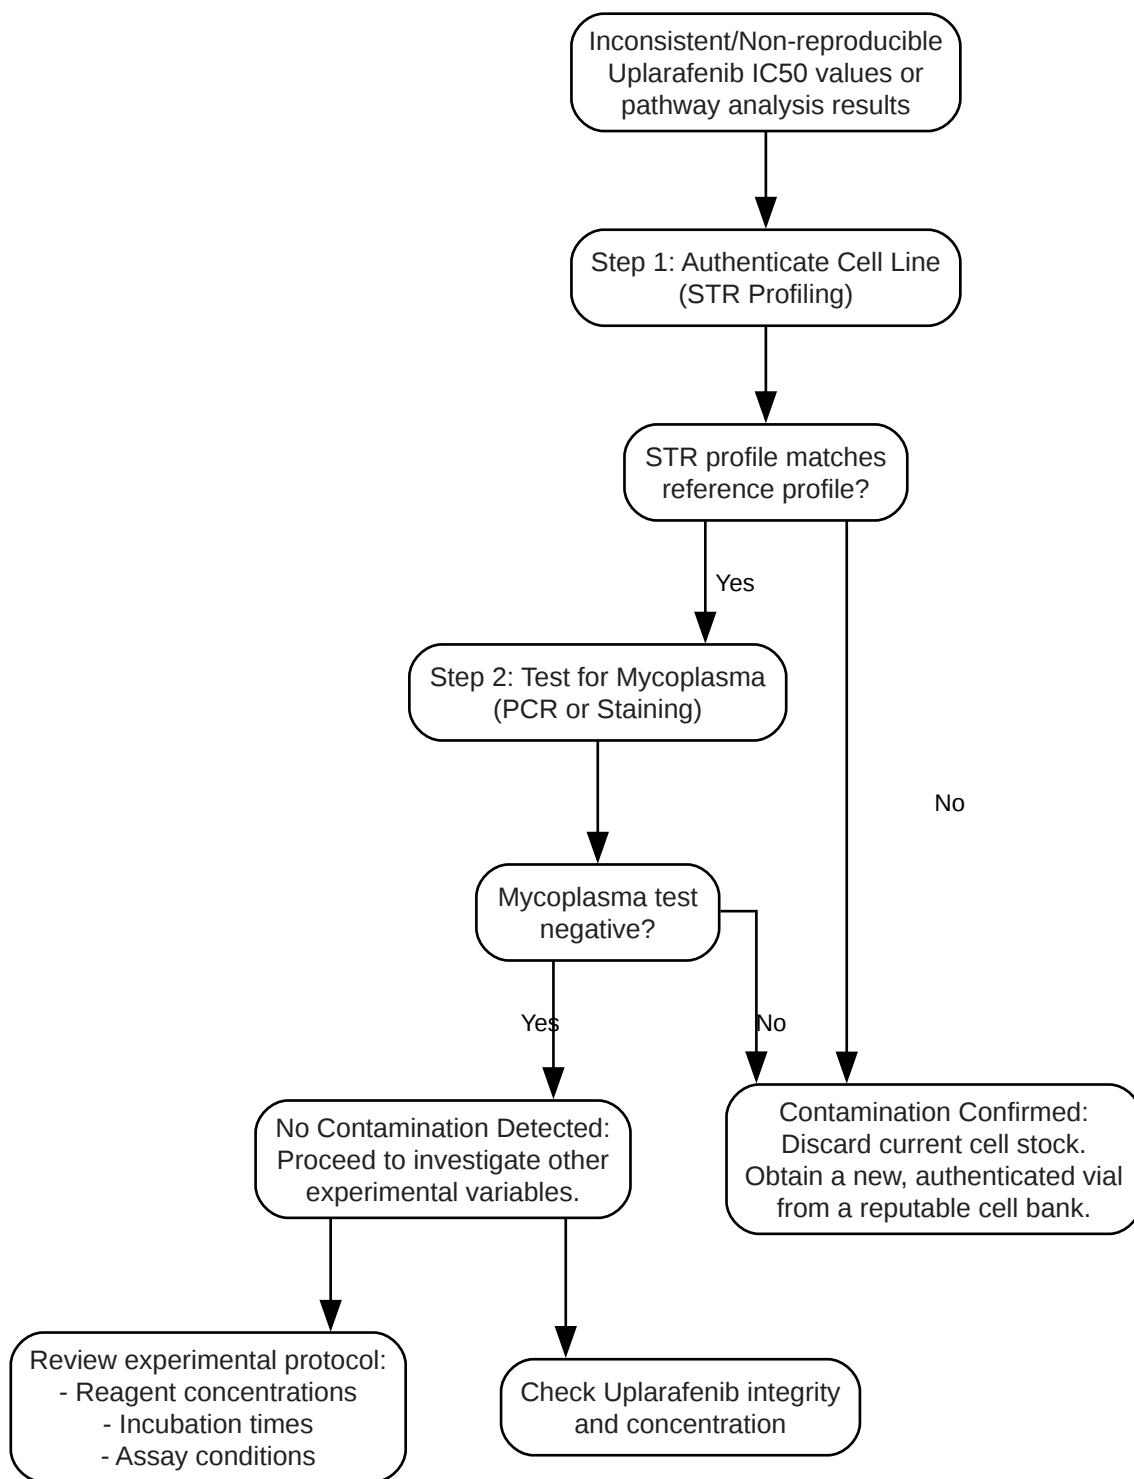 Inconsistent/Non-reproducible
Uplarafenib IC50 values or
pathway analysis results
Step 1: Authenticate Cell Line
(STR Profiling)
STR profile matches
reference profile?
Yes
Step 2: Test for Mycoplasma
(PCR or Staining)
No
Mycoplasma test
negative?
Yes
No
No Contamination Detected:
Proceed to investigate other
experimental variables.
Contamination Confirmed:
Discard current cell stock.
Obtain a new, authenticated vial
from a reputable cell bank.
Review experimental protocol:
- Reagent concentrations
- Incubation times
- Assay conditions
Check Uplarafenib integrity
and concentration